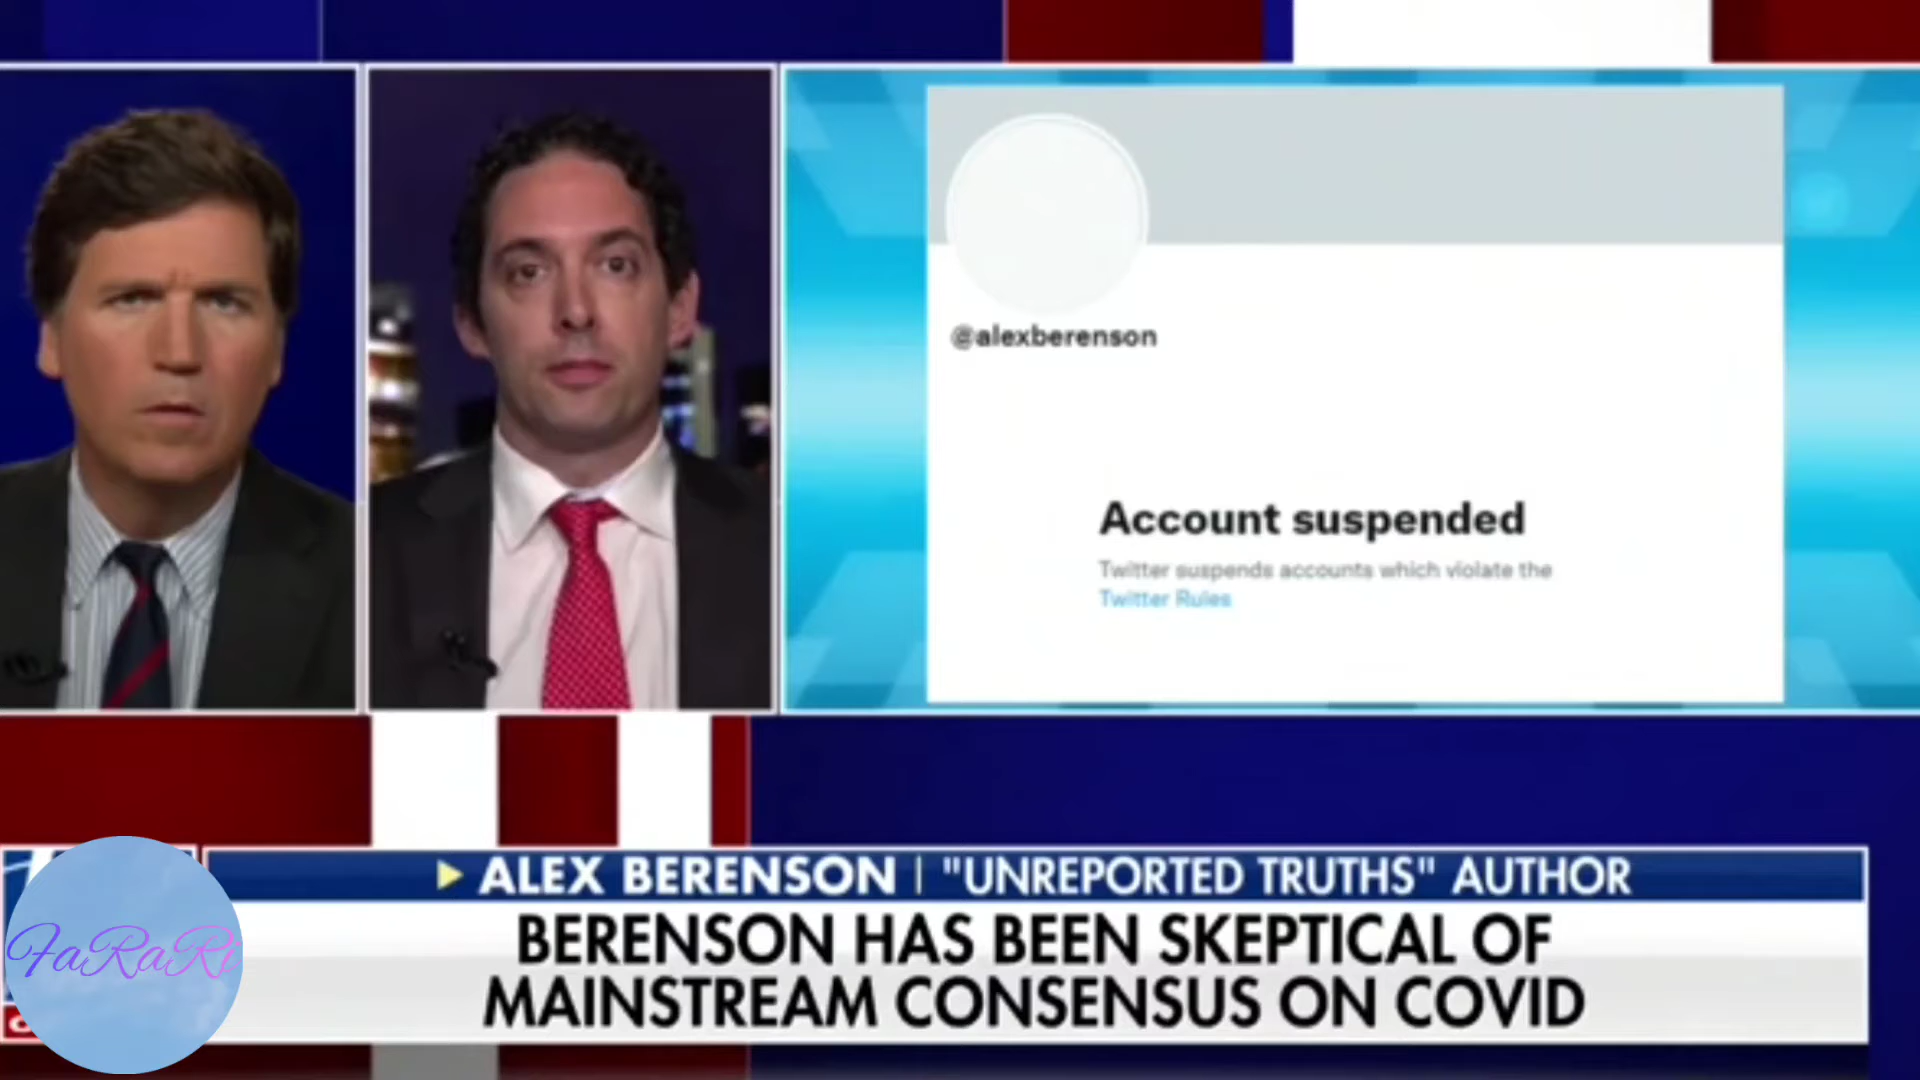 @alexberenson
Account suspended
Twitter suspends accounts which violate the
Twitter Rules
ALEX BERENSON | "UNREPORTED TRUTHS" AUTHOR
BERENSON HAS BEEN SKEPTICAL OF
MAINSTREAM CONSENSUS ON COVID
FaRaRi